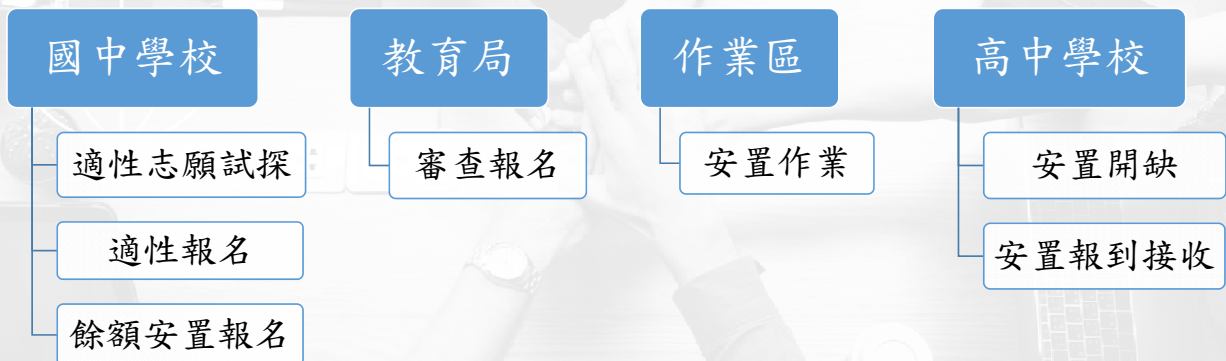 國中學校
適性志願試探
適性報名
餘額安置報名
教育局
審查報名
作業區
安置作業
高中學校
安置開缺
安置報到接收